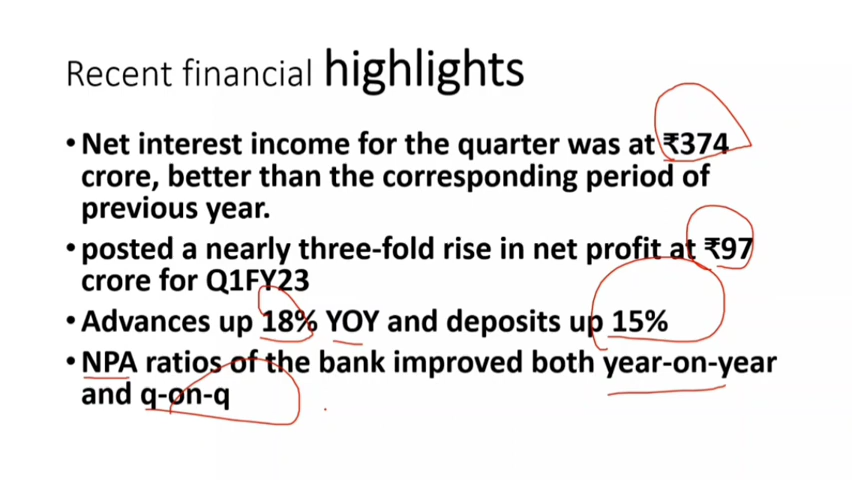 Recent financial highlights
• Net interest income for the quarter was at ₹374
crore, better than the corresponding period of
previous year.
• posted a nearly three-fold rise in net profit at ₹97
crore for Q1FY23
• Advances up 18% YOY and deposits up 15%
• NPA ratios of the bank improved both year-on-year
and q-on-q